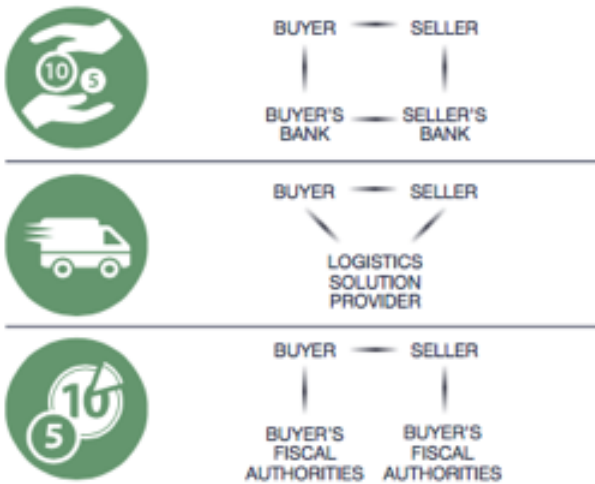 10
5
BUYER SELLER
BUYER'S SELLER'S
BANK BANK
BUYER SELLER
LOGISTICS
SOLUTION
PROVIDER
10
5
BUYER SELLER
BUYER'S BUYER'S
FISCAL FISCAL
AUTHORITIES AUTHORITIES